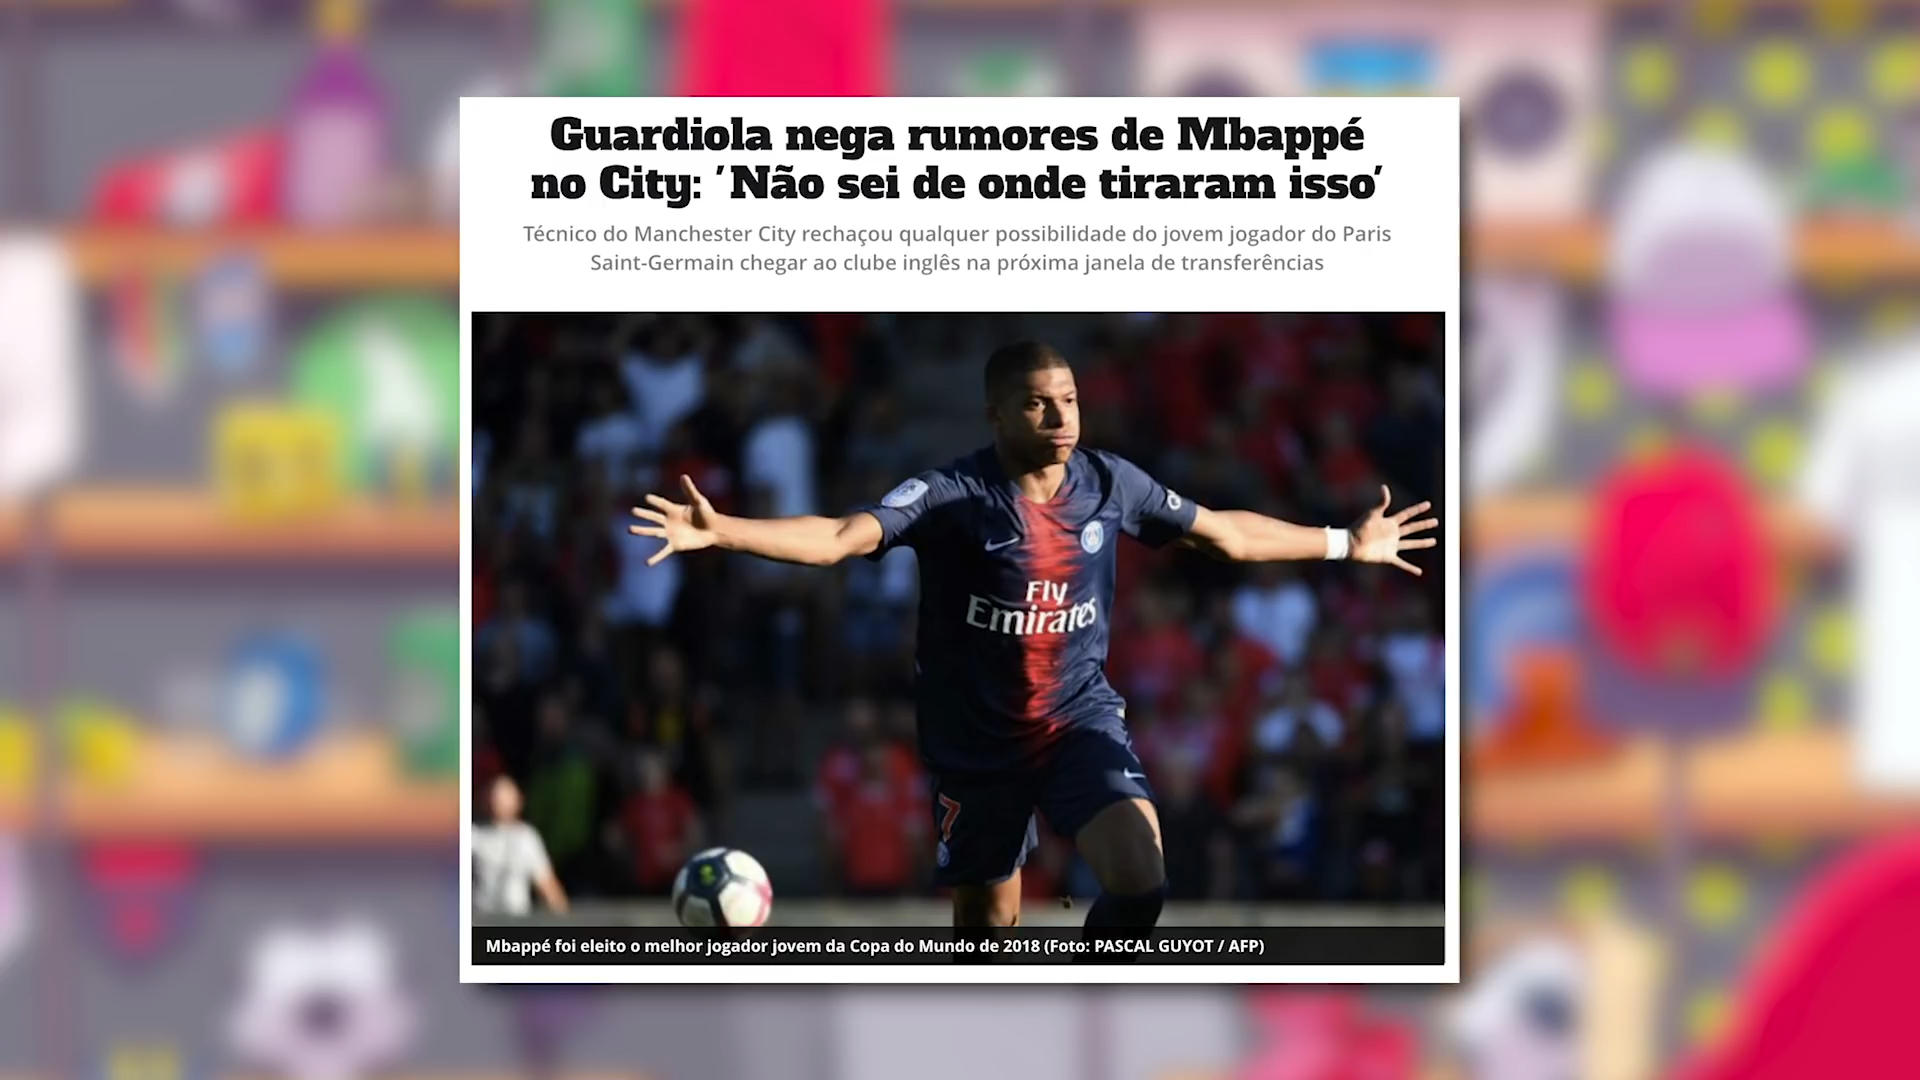 Guardiola nega rumores de Mbappé
no City: 'Não sei de onde tiraram isso'
Técnico do Manchester City rechaçou qualquer possibilidade do jovem jogador do Paris
Saint-Germain chegar ao clube inglês na próxima janela de transferências
Fly
Emirates
7
Mbappé foi eleito o melhor jogador jovem da Copa do Mundo de 2018 (Foto: PASCAL GUYOT / AFP)